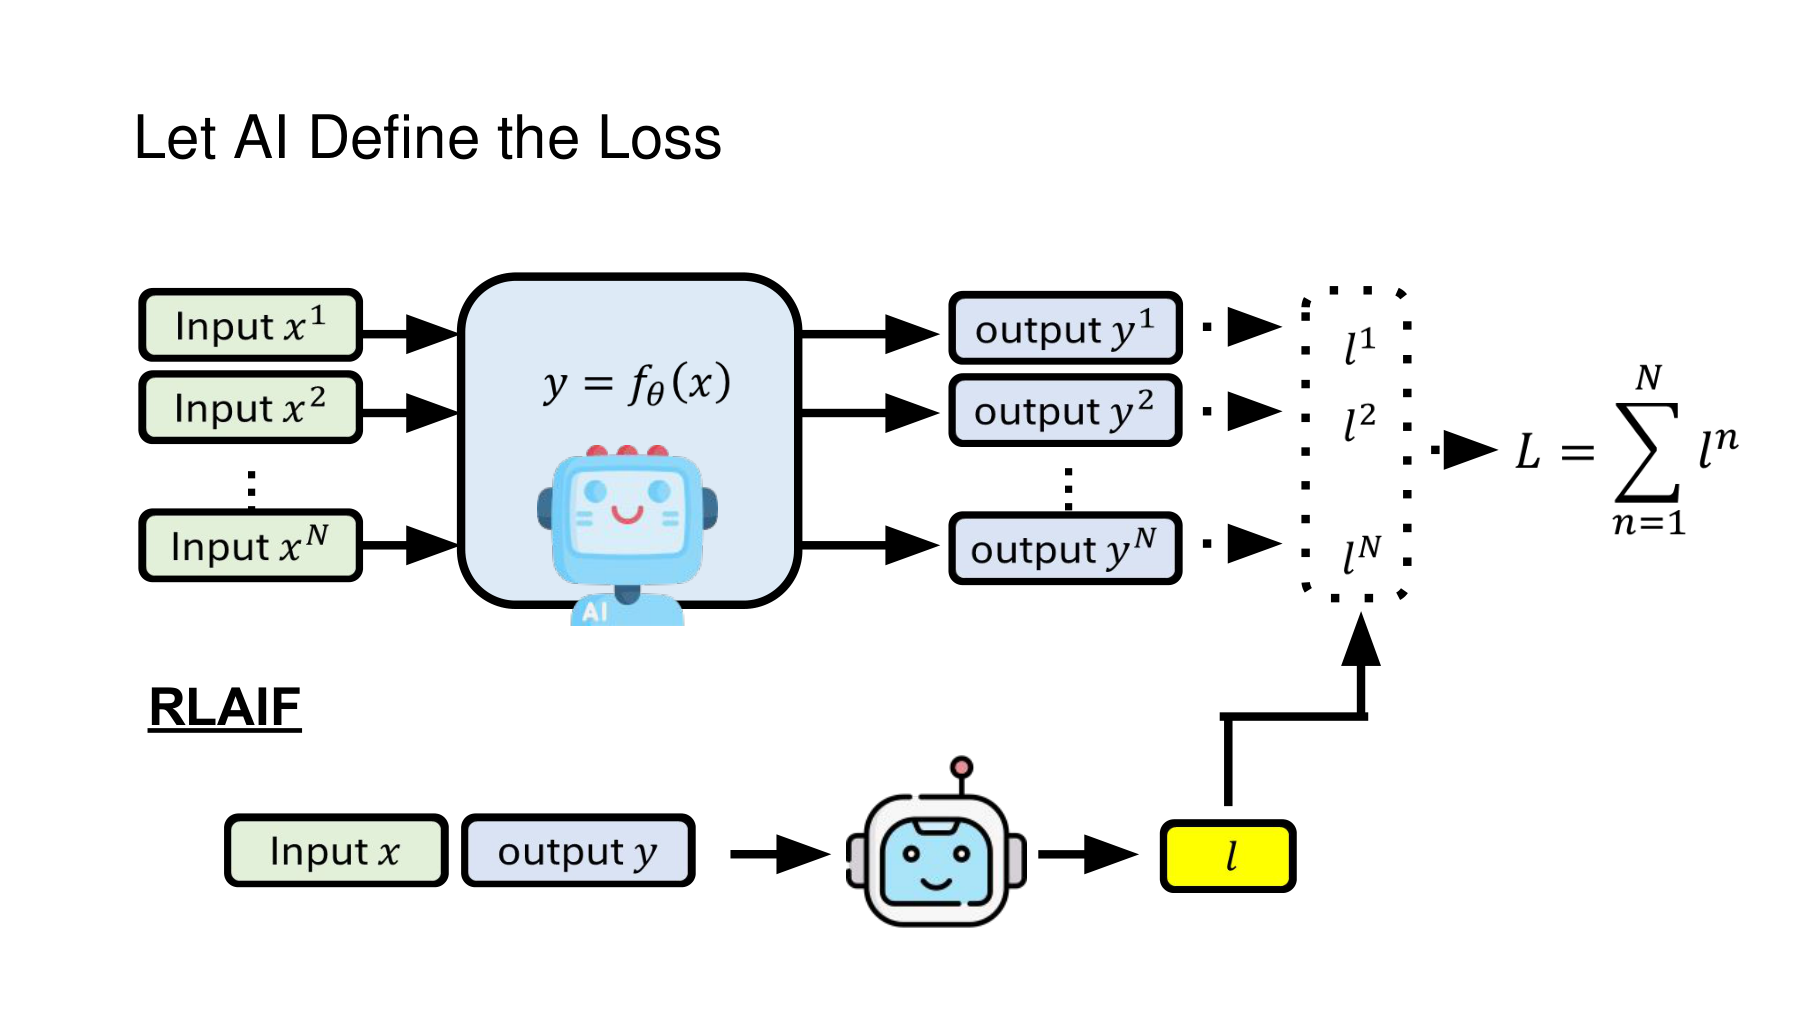 Let AI Define the Loss
Input x¹
Input x²
⋮
Input xᴺ
y = f_θ(x)
AI
output y¹
output y²
⋮
output yᴺ
l¹
l²
lᴺ
L = ∑_{n=1}^{N} lⁿ
RLAIF
Input x
output y
l